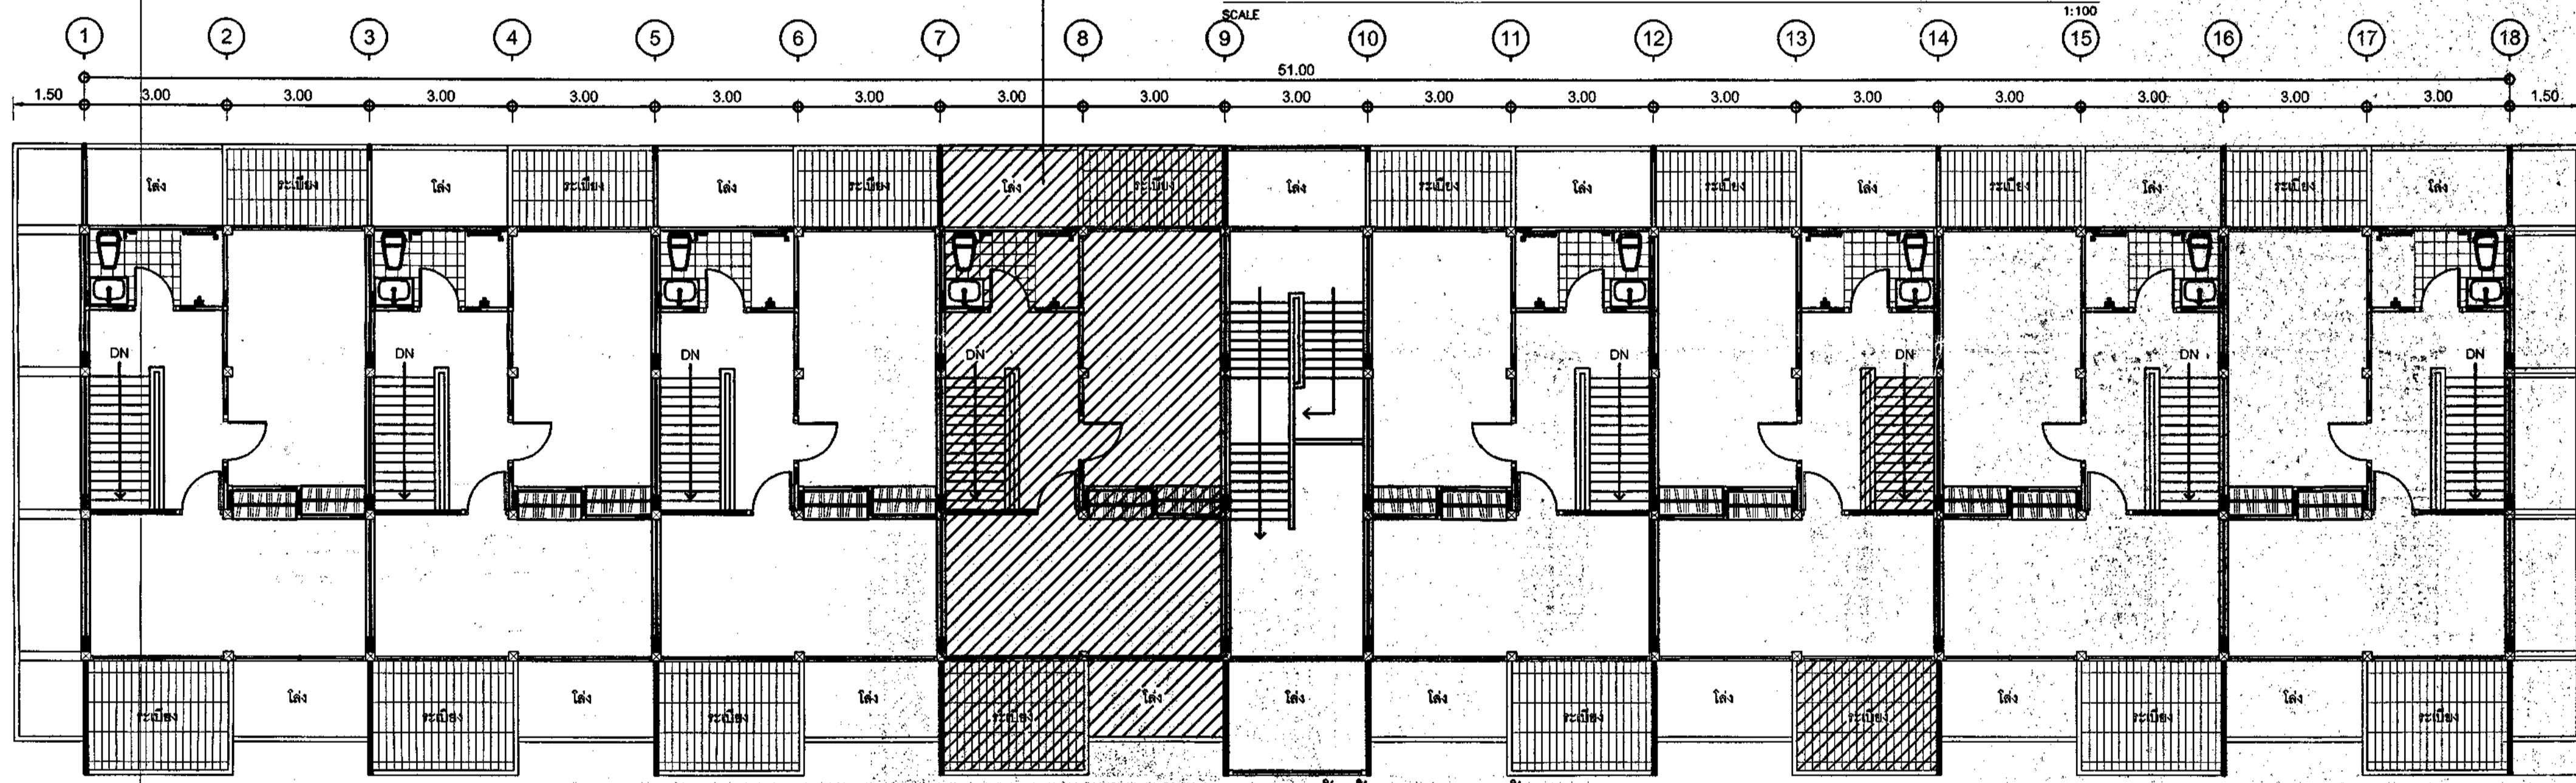 SCALE 1:100
1 2 3 4 5 6 7 8 9 10 11 12 13 14 15 16 17 18
51.00
1.50 3.00 3.00 3.00 3.00 3.00 3.00 3.00 3.00 3.00 3.00 3.00 3.00 3.00 3.00 3.00 3.00 3.00 1.50
โล่ง ระเบียง โล่ง ระเบียง โล่ง ระเบียง โล่ง ระเบียง โล่ง ระเบียง โล่ง ระเบียง โล่ง ระเบียง โล่ง ระเบียง โล่ง
DN DN DN DN DN DN DN DN
ระเบียง โล่ง ระเบียง โล่ง ระเบียง โล่ง ระเบียง โล่ง โล่ง โล่ง ระเบียง โล่ง ระเบียง โล่ง ระเบียง โล่ง ระเบียง